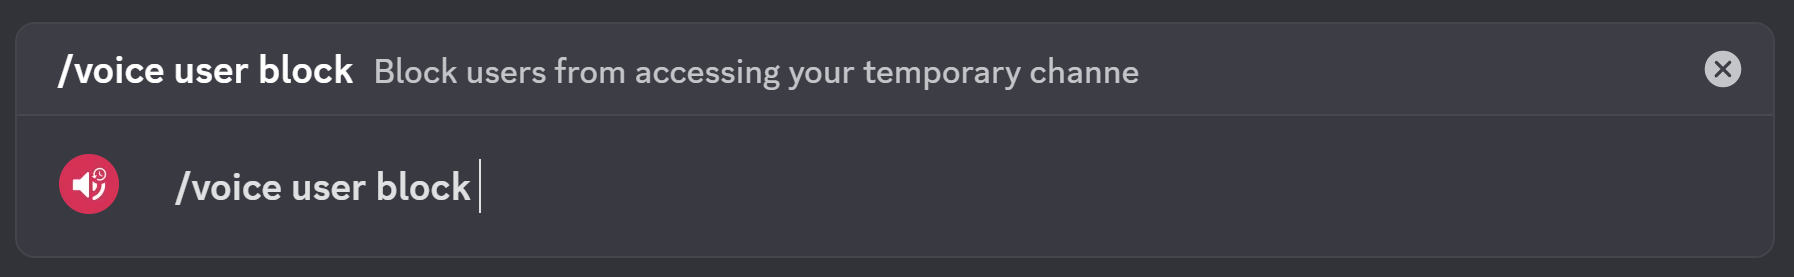 /voice user block Block users from accessing your temporary channe
/voice user block